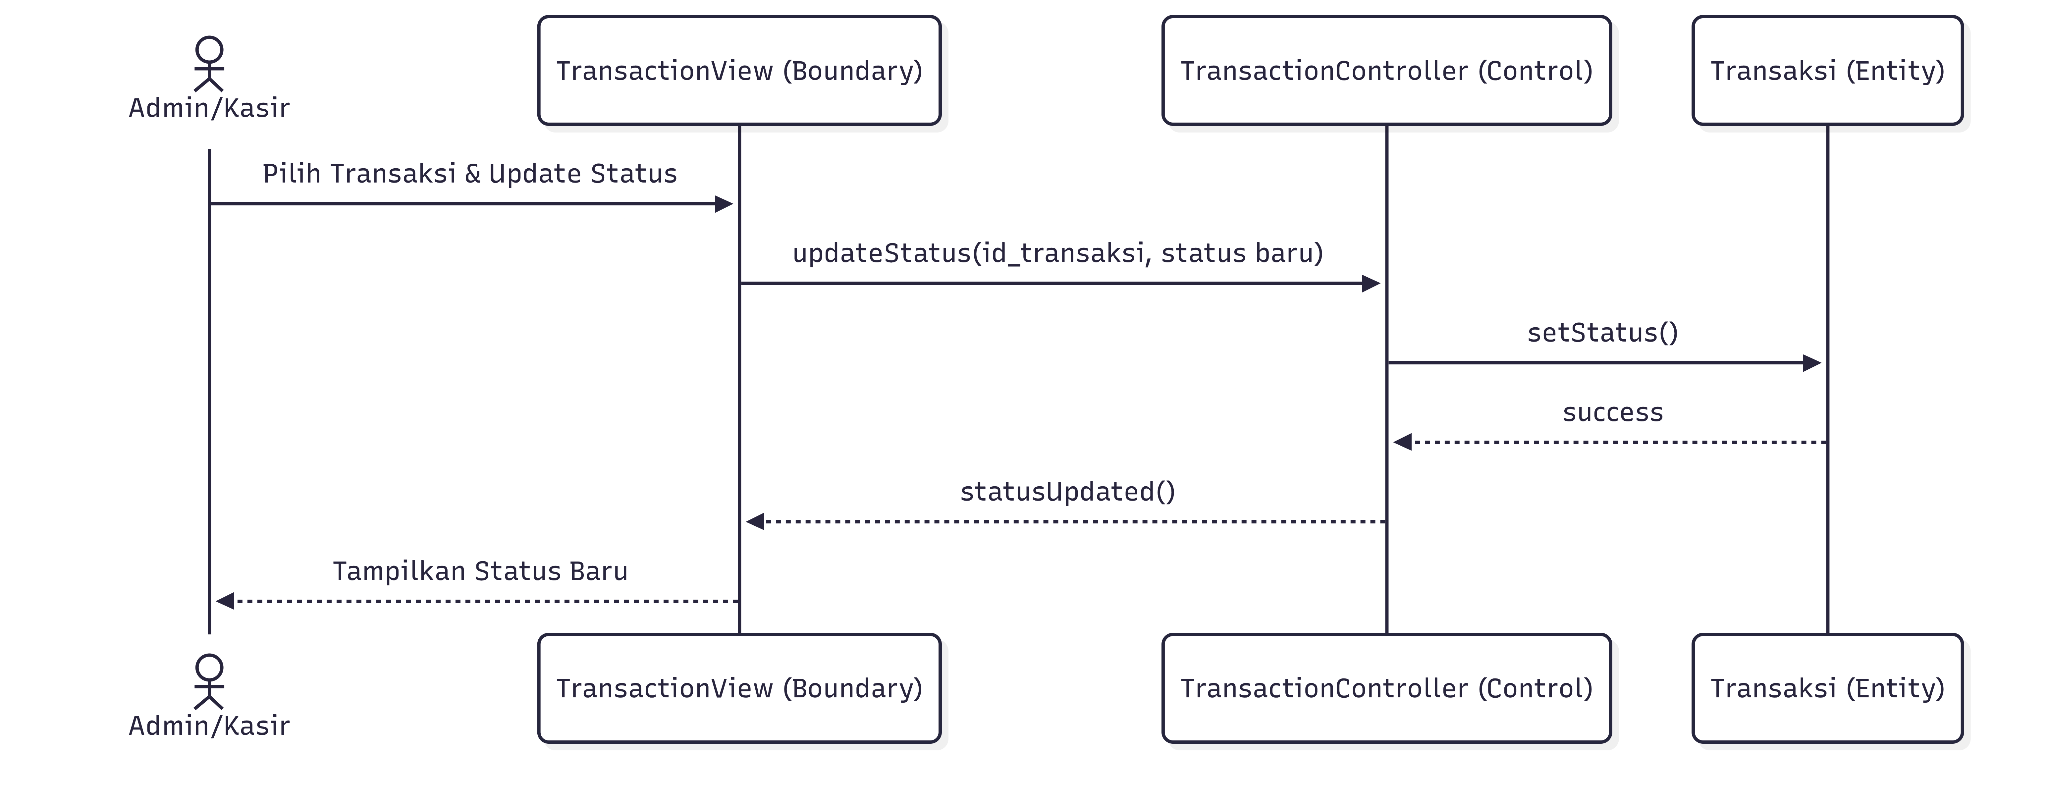 Admin/Kasir
TransactionView (Boundary)
TransactionController (Control)
Transaksi (Entity)
Pilih Transaksi & Update Status
updateStatus(id_transaksi, status baru)
setStatus()
success
statusUpdated()
Tampilkan Status Baru
Admin/Kasir
TransactionView (Boundary)
TransactionController (Control)
Transaksi (Entity)